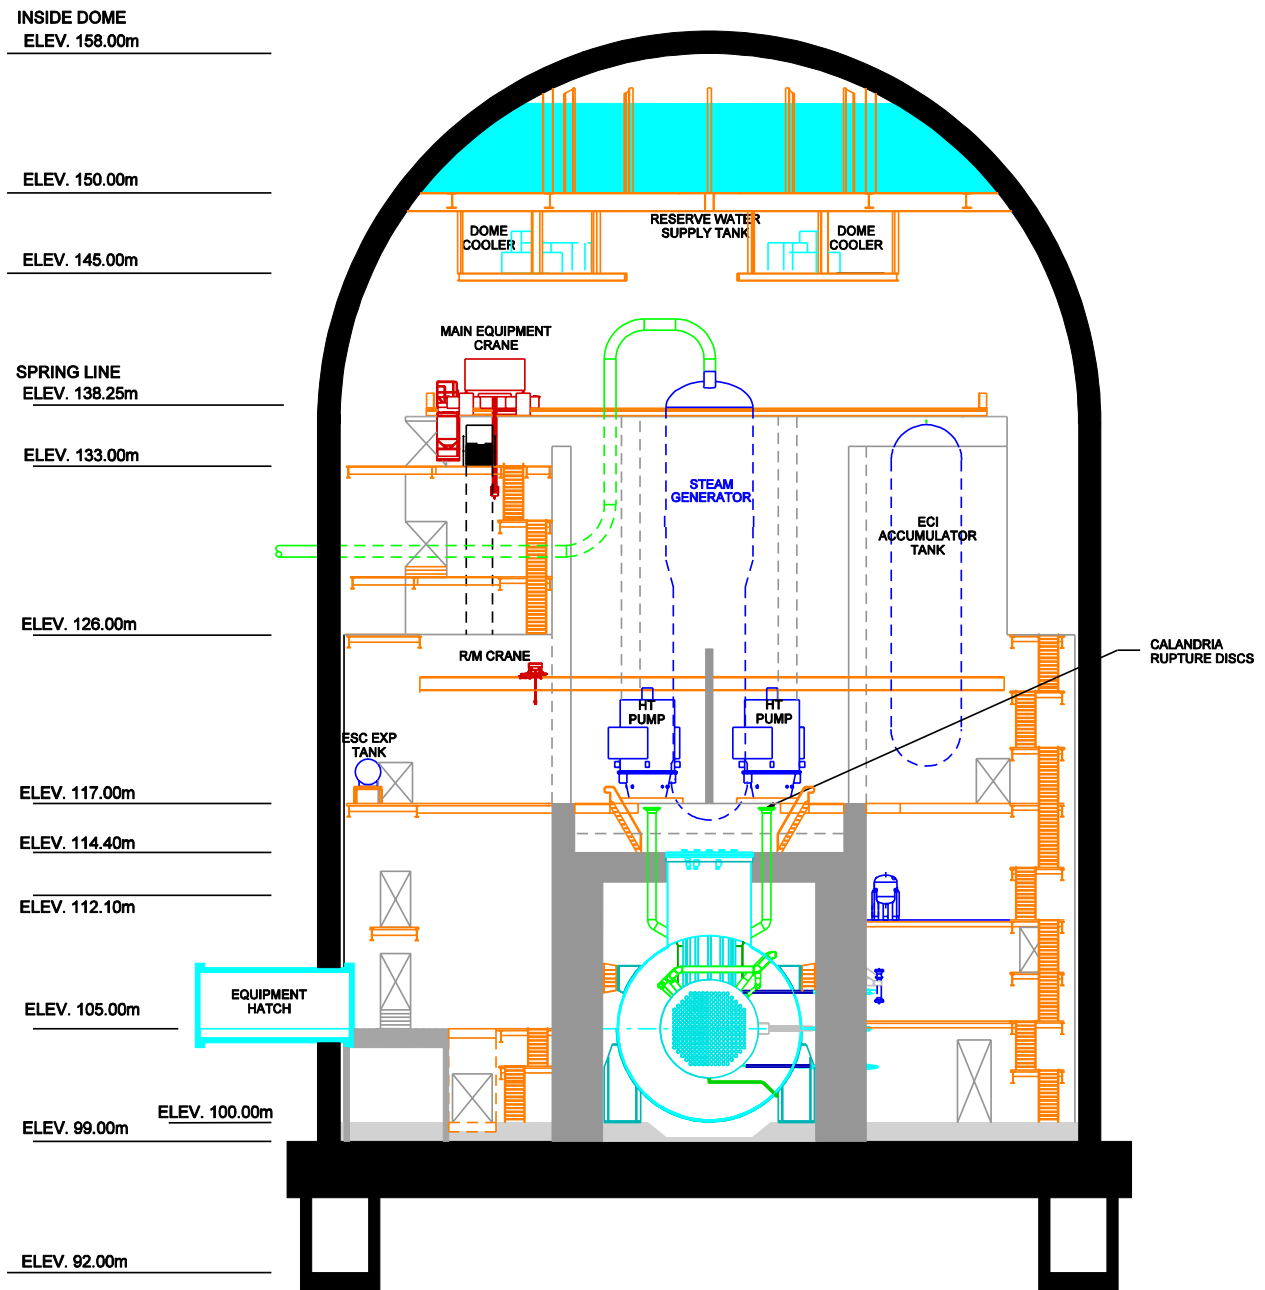 INSIDE DOME
ELEV. 158.00m
ELEV. 150.00m
RESERVE WATER
SUPPLY TANK
DOME
COOLER
DOME
COOLER
ELEV. 145.00m
MAIN EQUIPMENT
CRANE
SPRING LINE
ELEV. 138.25m
ELEV. 133.00m
STEAM
GENERATOR
ECI
ACCUMULATOR
TANK
ELEV. 126.00m
R/M CRANE
CALANDRIA
RUPTURE DISCS
HT
PUMP
HT
PUMP
ESC EXP
TANK
ELEV. 117.00m
ELEV. 114.40m
ELEV. 112.10m
EQUIPMENT
HATCH
ELEV. 105.00m
ELEV. 100.00m
ELEV. 99.00m
ELEV. 92.00m